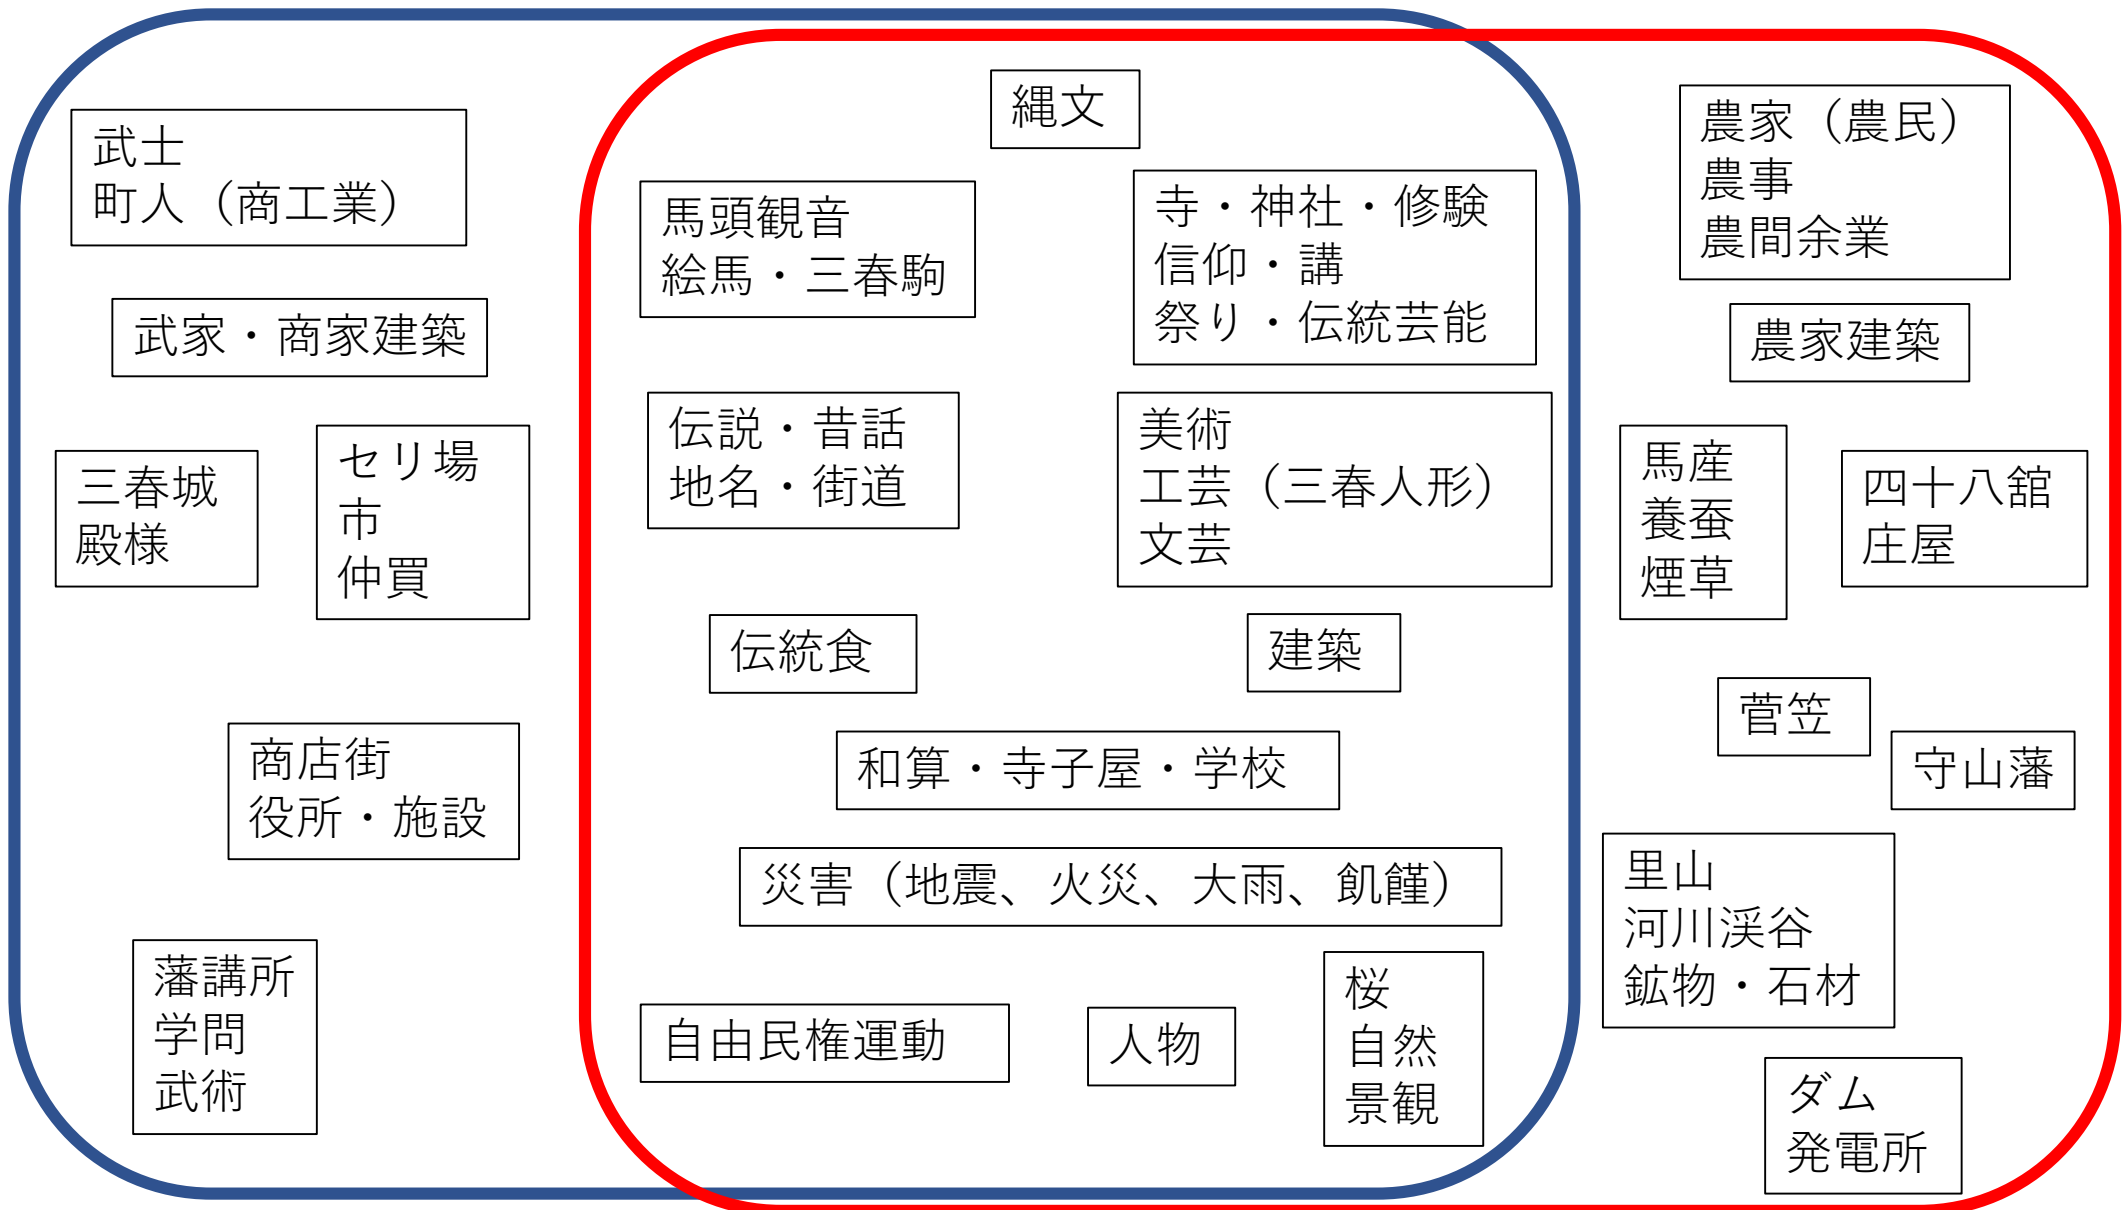 武士
町人（商工業）
武家・商家建築
三春城
殿様
セリ場
市
仲買
商店街
役所・施設
藩講所
学問
武術
縄文
馬頭観音
絵馬・三春駒
寺・神社・修験
信仰・講
祭り・伝統芸能
伝説・昔話
地名・街道
美術
工芸（三春人形）
文芸
伝統食
建築
和算・寺子屋・学校
災害（地震、火災、大雨、飢饉）
自由民権運動
人物
桜
自然
景観
農家（農民）
農事
農間余業
農家建築
馬産
養蚕
煙草
四十八舘
庄屋
菅笠
守山藩
里山
河川渓谷
鉱物・石材
ダム
発電所